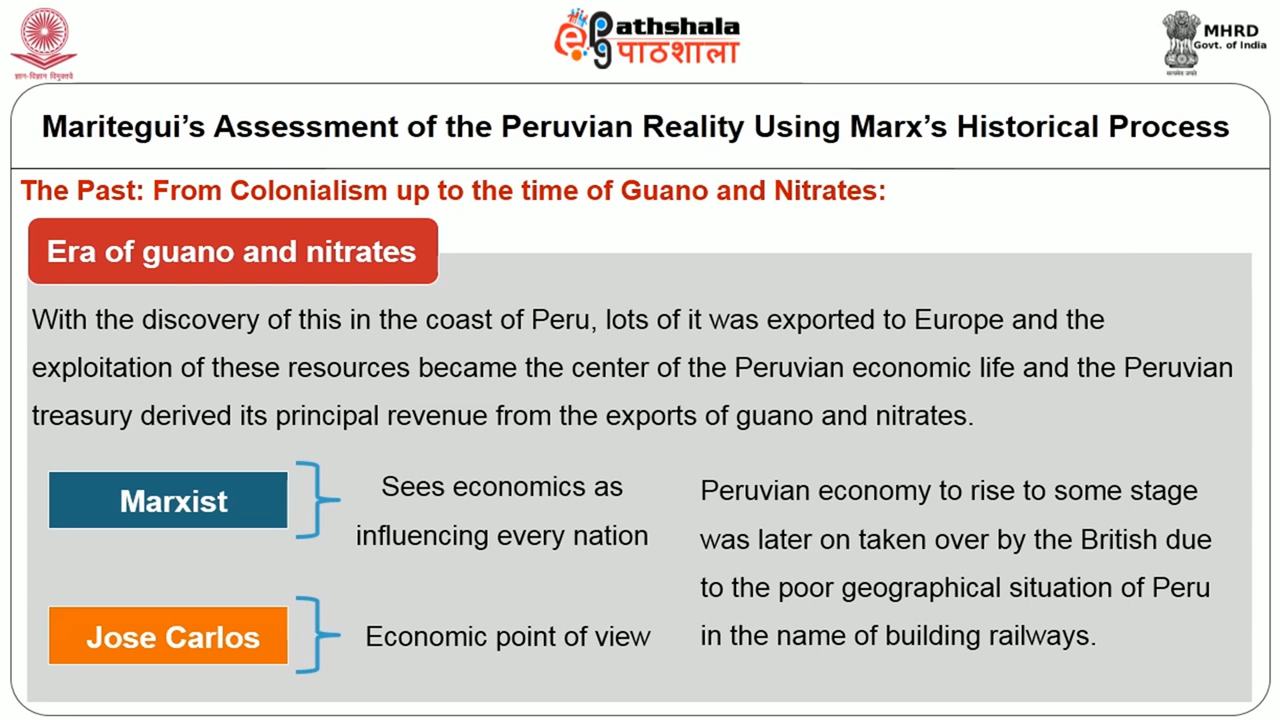 ज्ञान-विज्ञान विमुक्तये
ePathshala
पाठशाला
MHRD
Govt. of India
सत्यमेव जयते
Maritegui’s Assessment of the Peruvian Reality Using Marx’s Historical Process
The Past: From Colonialism up to the time of Guano and Nitrates:
Era of guano and nitrates
With the discovery of this in the coast of Peru, lots of it was exported to Europe and the
exploitation of these resources became the center of the Peruvian economic life and the Peruvian
treasury derived its principal revenue from the exports of guano and nitrates.
Marxist
Sees economics as
influencing every nation
Jose Carlos
Economic point of view
Peruvian economy to rise to some stage
was later on taken over by the British due
to the poor geographical situation of Peru
in the name of building railways.